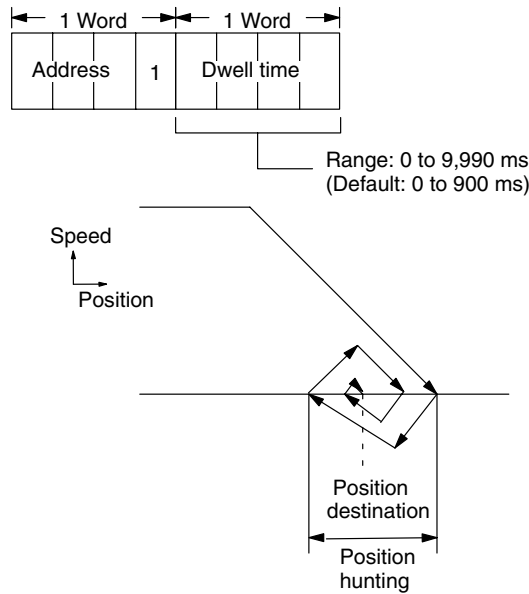 1 Word 1 Word
Address 1 Dwell time
Range: 0 to 9,990 ms
(Default: 0 to 900 ms)
Speed
Position
Position
destination
Position
hunting